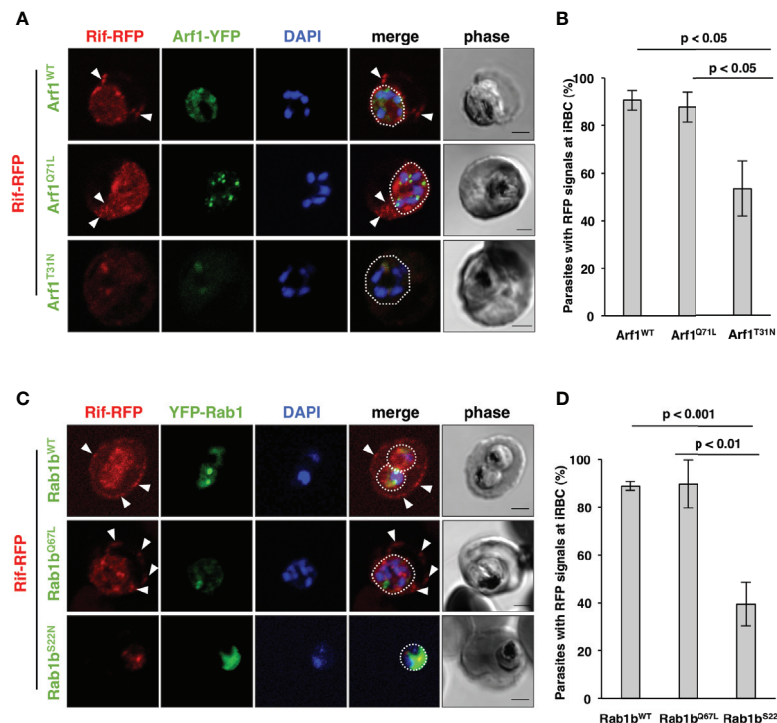 A
Rif-RFP Arf1-YFP DAPI merge phase
Rif-RFP
Arf1WT
Arf1Q71L
Arf1T31N
B
p < 0.05
p < 0.05
Parasites with RFP signals at iRBC (%)
100
80
60
40
20
0
Arf1WT Arf1Q71L Arf1T31N
C
Rif-RFP YFP-Rab1 DAPI merge phase
Rif-RFP
Rab1bWT
Rab1bQ67L
Rab1bS22N
D
p < 0.001
p < 0.01
Parasites with RFP signals at iRBC (%)
100
80
60
40
20
0
Rab1bWT Rab1bQ67L Rab1bS22